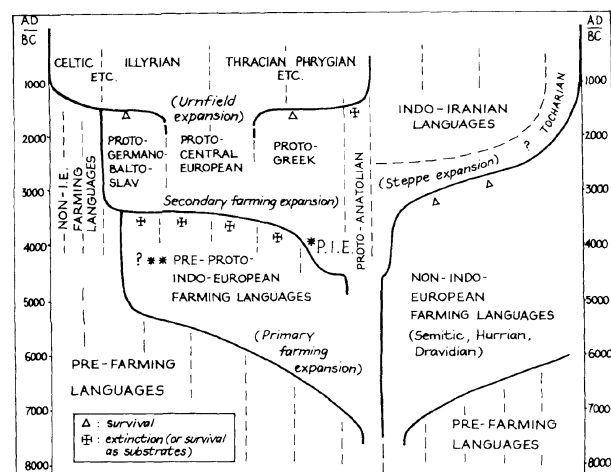 AD
BC
AD
BC
CELTIC
ETC.
ILLYRIAN
THRACIAN PHRYGIAN
ETC.
1000
1000
(Urnfield
expansion)
INDO-IRANIAN
LANGUAGES
? TOCHARIAN
2000
2000
NON-I.E.
FARMING
LANGUAGES
PROTO-
GERMANO-
BALTO-
SLAV
PROTO-
CENTRAL
EUROPEAN
PROTO-
GREEK
PROTO-ANATOLIAN
(Steppe expansion)
3000
3000
Secondary farming expansion)
4000
4000
*P.I.E.
? ** PRE-PROTO-
INDO-EUROPEAN
FARMING LANGUAGES
NON-INDO-
EUROPEAN
FARMING LANGUAGES
(Semitic, Hurrian,
Dravidian)
5000
5000
(Primary
farming
expansion)
6000
6000
PRE-FARMING
LANGUAGES
7000
7000
△ : survival
✠ : extinction (or survival
as substrates)
PRE-FARMING
LANGUAGES
8000
8000